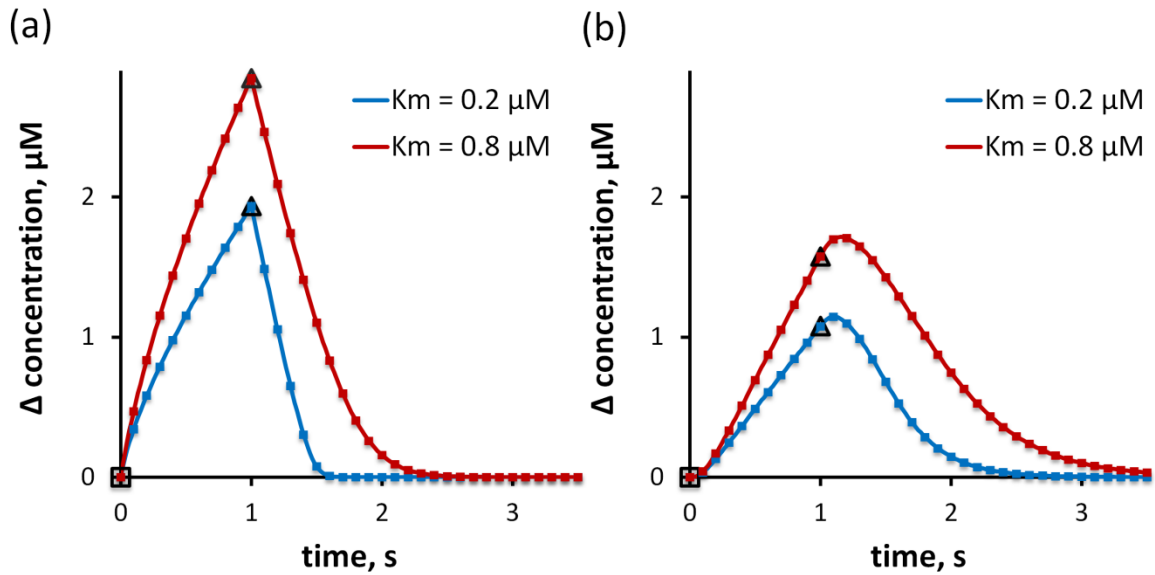 (a)
Km = 0.2 µM
Km = 0.8 µM
Δ concentration, µM
2
1
0
0 1 2 3
time, s
(b)
Km = 0.2 µM
Km = 0.8 µM
Δ concentration, µM
2
1
0
0 1 2 3
time, s